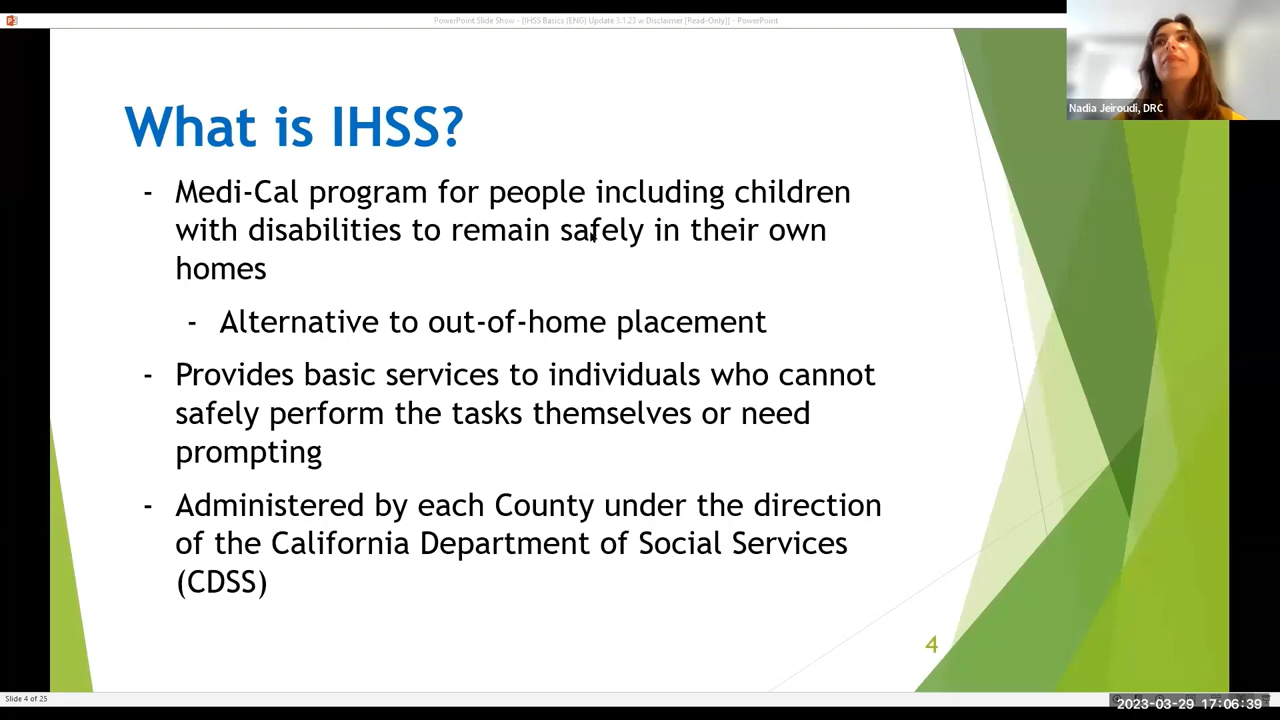 PowerPoint Slide Show - [IHSS Basics (ENG) Update 3.1.23 w Disclaimer [Read-Only]] - PowerPoint
Nadia Jeiroudi, DRC
What is IHSS?
- Medi-Cal program for people including children
with disabilities to remain safely in their own
homes
- Alternative to out-of-home placement
- Provides basic services to individuals who cannot
safely perform the tasks themselves or need
prompting
- Administered by each County under the direction
of the California Department of Social Services
(CDSS)
4
Slide 4 of 25
2023-03-29 17:06:39